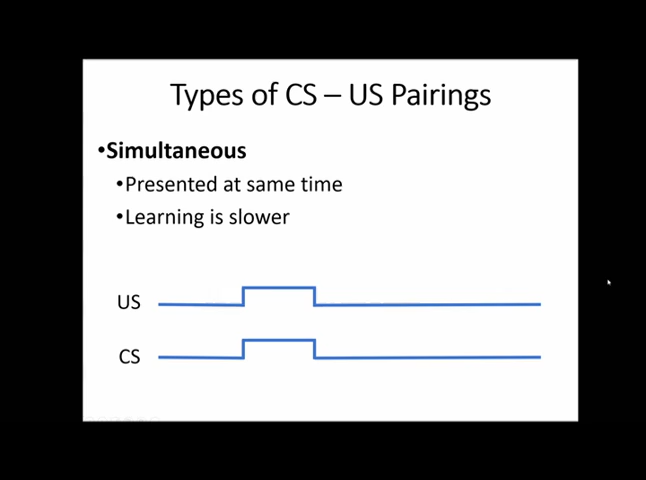 Types of CS – US Pairings
•Simultaneous
•Presented at same time
•Learning is slower
US
CS